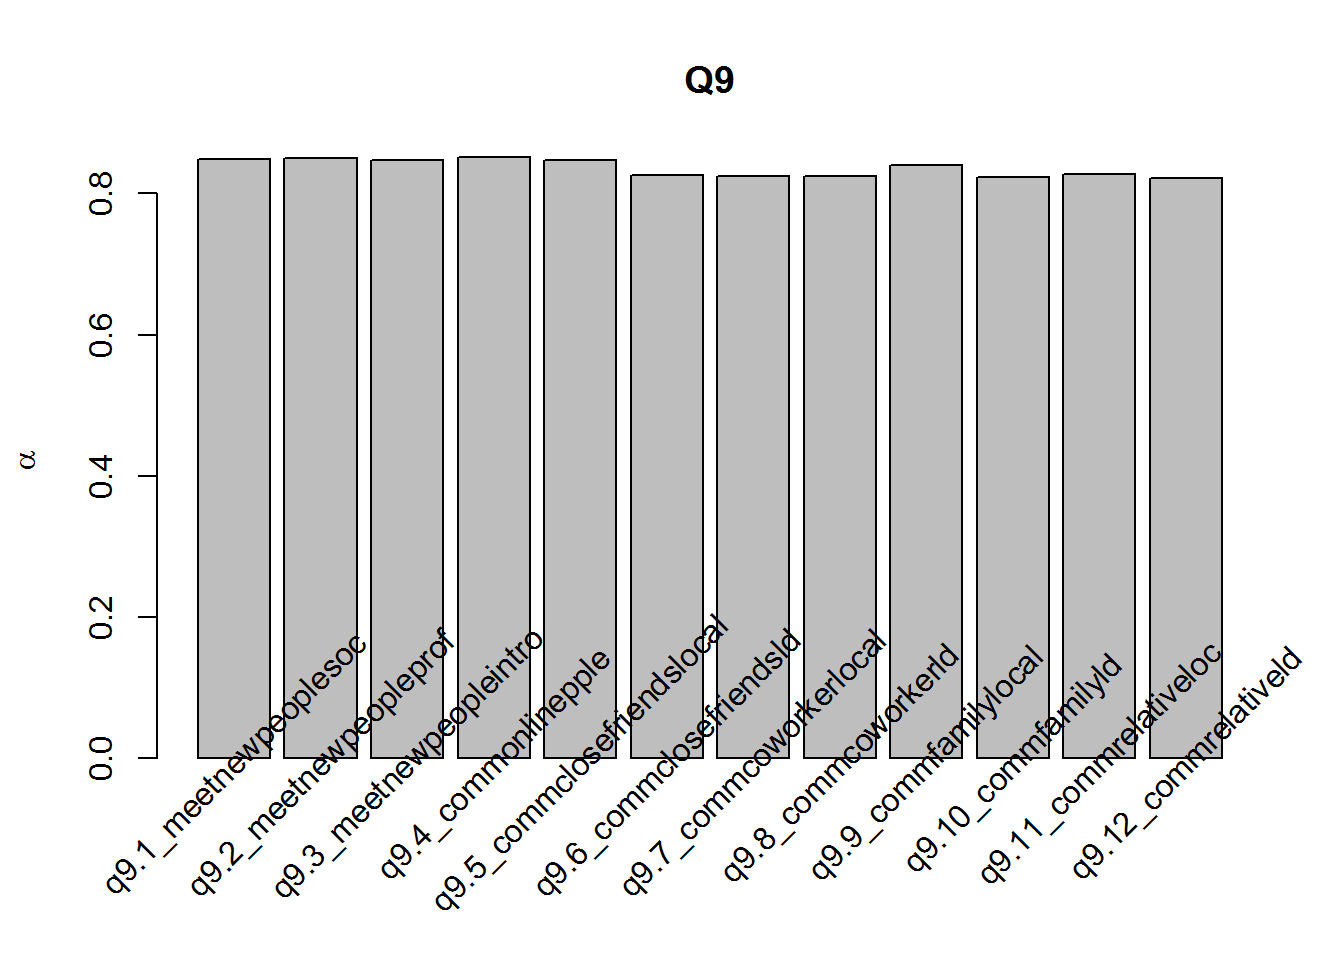 Q9
α
0.8
0.6
0.4
0.2
0.0
q9.1_meetnewpeoplesoc
q9.2_meetnewpeopleprof
q9.3_meetnewpeopleintro
q9.4_commonlinepple
q9.5_commclosefriendslocal
q9.6_commclosefriendsld
q9.7_commcoworkerlocal
q9.8_commcoworkerld
q9.9_commfamilylocal
q9.10_commfamilyld
q9.11_commrelativeloc
q9.12_commrelativeld